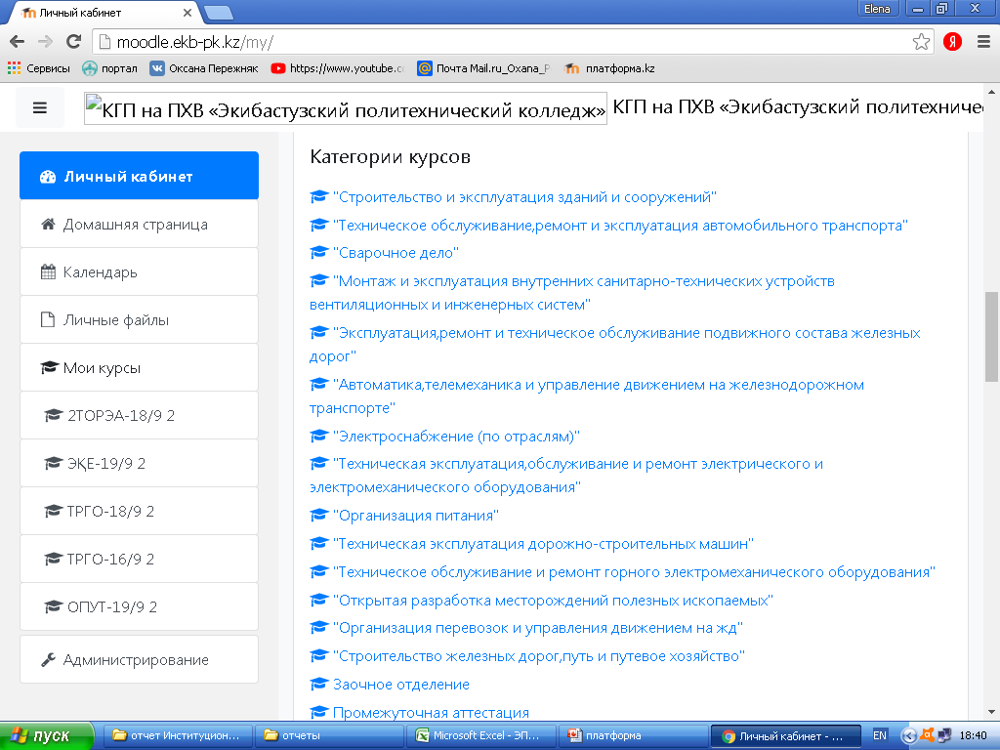 Личный кабинет
Elena
moodle.ekb-pk.kz/my/
Сервисы
портал
Оксана Пережняк
https://www.youtube.c
Почта Mail.ru_Oxana_P
платформа.kz
КГП на ПХВ «Экибастузский политехнический колледж»
КГП на ПХВ «Экибастузский политехниче
Личный кабинет
Домашняя страница
Календарь
Личные файлы
Мои курсы
2ТОРЭА-18/9 2
ЭҚЕ-19/9 2
ТРГО-18/9 2
ТРГО-16/9 2
ОПУТ-19/9 2
Администрирование
Категории курсов
"Строительство и эксплуатация зданий и сооружений"
"Техническое обслуживание,ремонт и эксплуатация автомобильного транспорта"
"Сварочное дело"
"Монтаж и эксплуатация внутренних санитарно-технических устройств
вентиляционных и инженерных систем"
"Эксплуатация,ремонт и техническое обслуживание подвижного состава железных
дорог"
"Автоматика,телемеханика и управление движением на железнодорожном
транспорте"
"Электроснабжение (по отраслям)"
"Техническая эксплуатация,обслуживание и ремонт электрического и
электромеханического оборудования"
"Организация питания"
"Техническая эксплуатация дорожно-строительных машин"
"Техническое обслуживание и ремонт горного электромеханического оборудования"
"Открытая разработка месторождений полезных ископаемых"
"Организация перевозок и управления движением на жд"
"Строительство железных дорог,путь и путевое хозяйство"
Заочное отделение
Промежуточная аттестация
пуск
отчет Институцион...
отчеты
Microsoft Excel - ЭП...
платформа
Личный кабинет - ...
EN
18:40